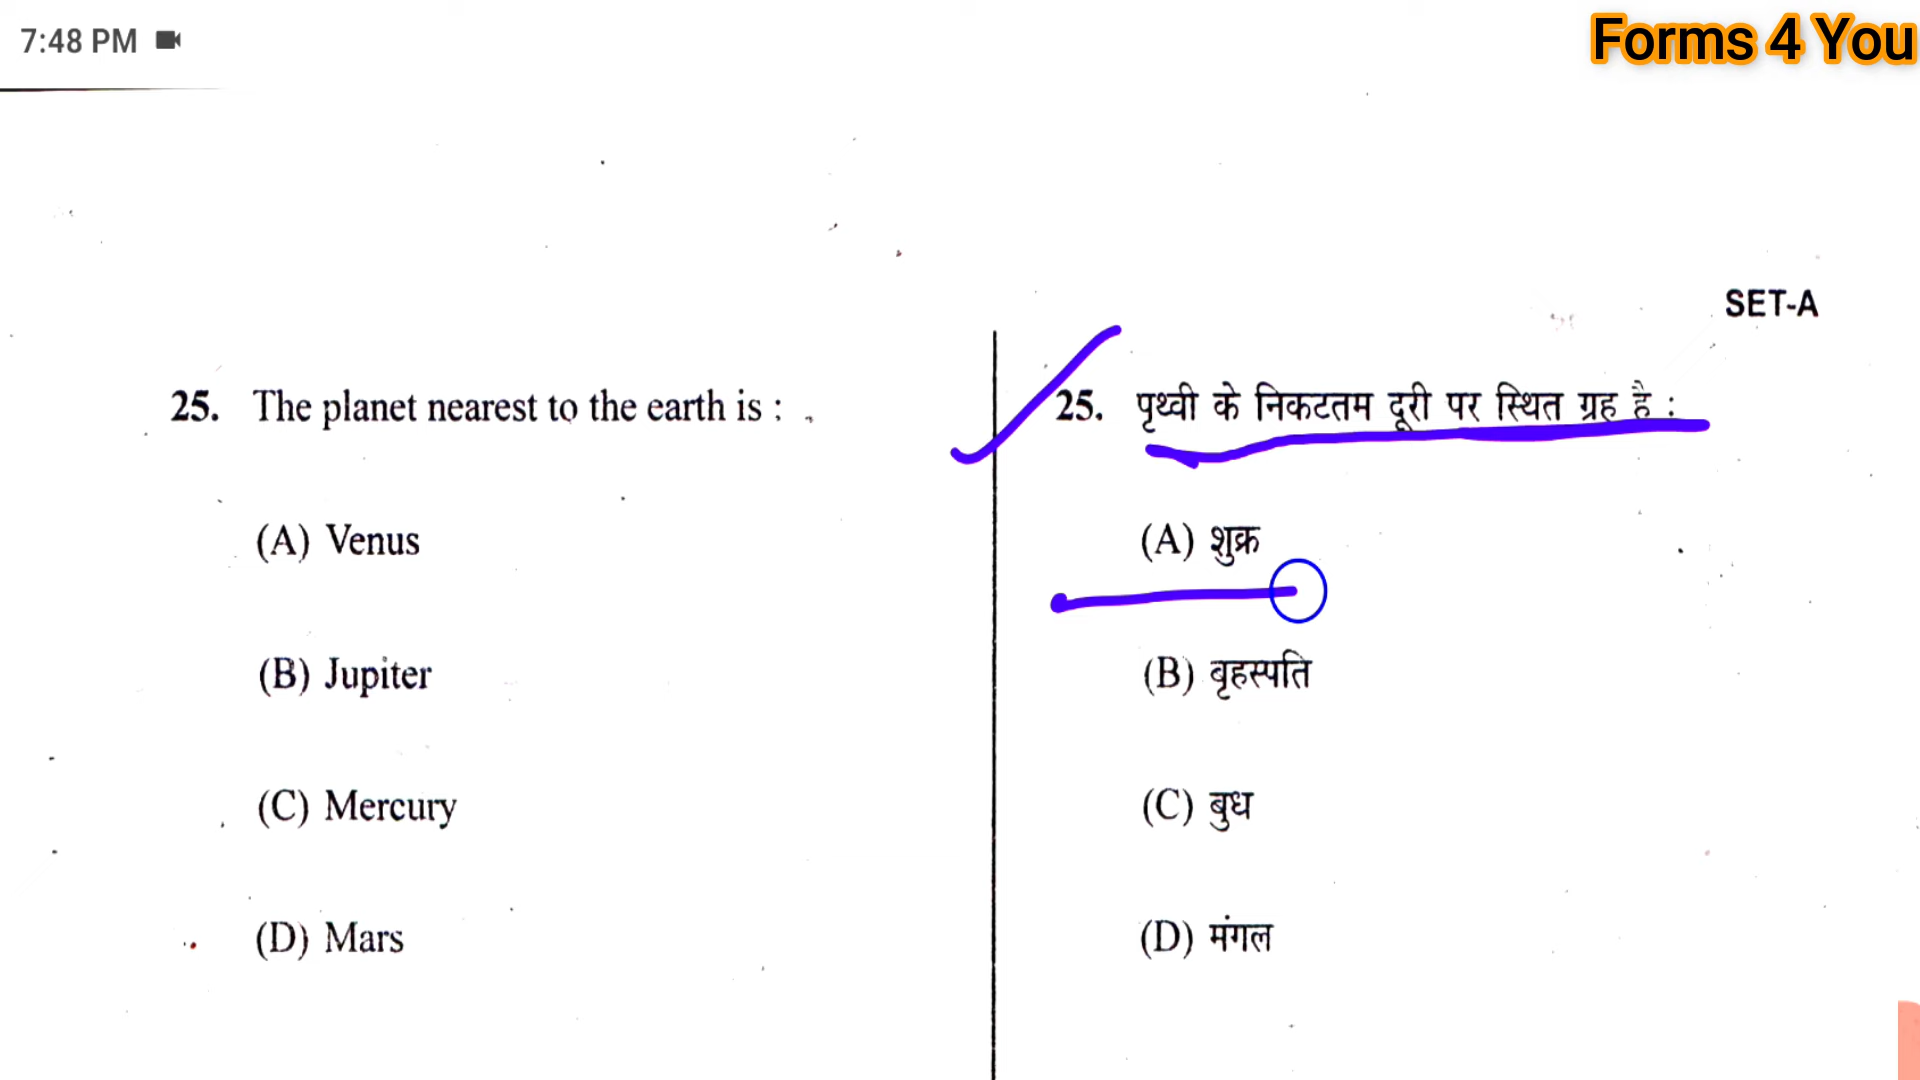 7:48 PM
Forms 4 You
SET-A
25. The planet nearest to the earth is :
(A) Venus
(B) Jupiter
(C) Mercury
(D) Mars
25. पृथ्वी के निकटतम दूरी पर स्थित ग्रह है :
(A) शुक्र
(B) बृहस्पति
(C) बुध
(D) मंगल